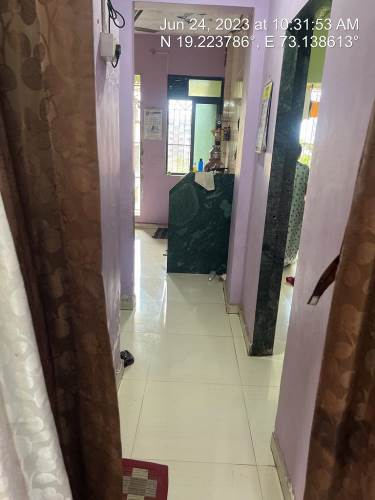 Jun 24, 2023 at 10:31:53 AM
N 19.223786°, E 73.138613°